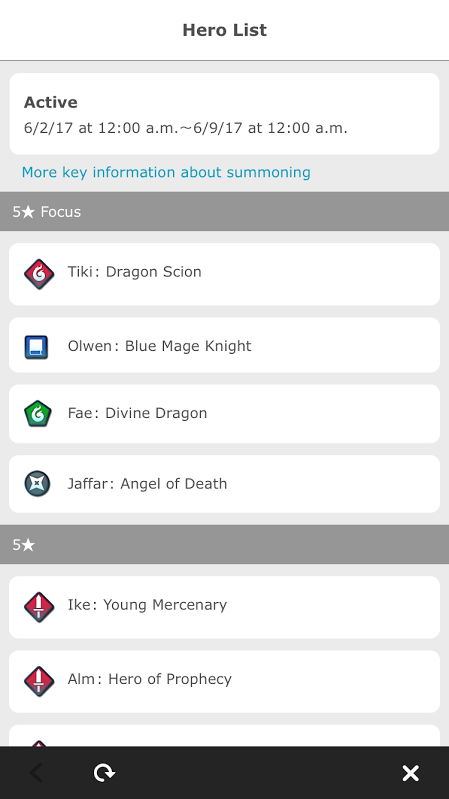 Hero List
Active
6/2/17 at 12:00 a.m.～6/9/17 at 12:00 a.m.
More key information about summoning
5★ Focus
Tiki: Dragon Scion
Olwen: Blue Mage Knight
Fae: Divine Dragon
Jaffar: Angel of Death
5★
Ike: Young Mercenary
Alm: Hero of Prophecy